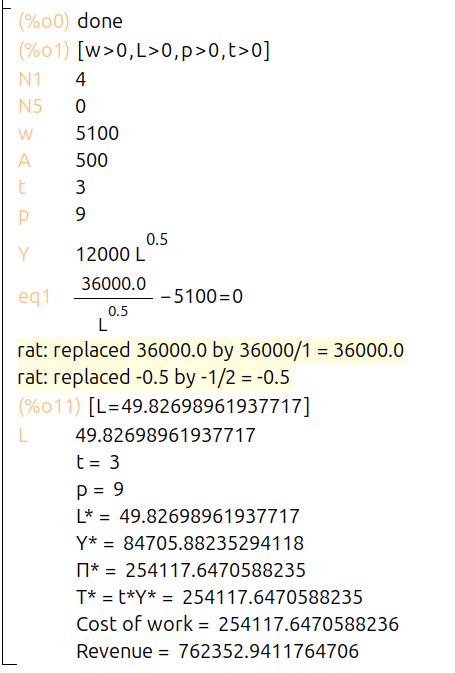 (%o0) done
(%o1) [w>0,L>0,p>0,t>0]
N1 4
N5 0
w 5100
A 500
t 3
p 9
Y 12000 L^0.5
eq1 36000.0/L^0.5 −5100=0
rat: replaced 36000.0 by 36000/1 = 36000.0
rat: replaced -0.5 by -1/2 = -0.5
(%o11) [L=49.82698961937717]
L 49.82698961937717
t = 3
p = 9
L* = 49.82698961937717
Y* = 84705.88235294118
Π* = 254117.6470588235
T* = t*Y* = 254117.6470588235
Cost of work = 254117.6470588236
Revenue = 762352.9411764706